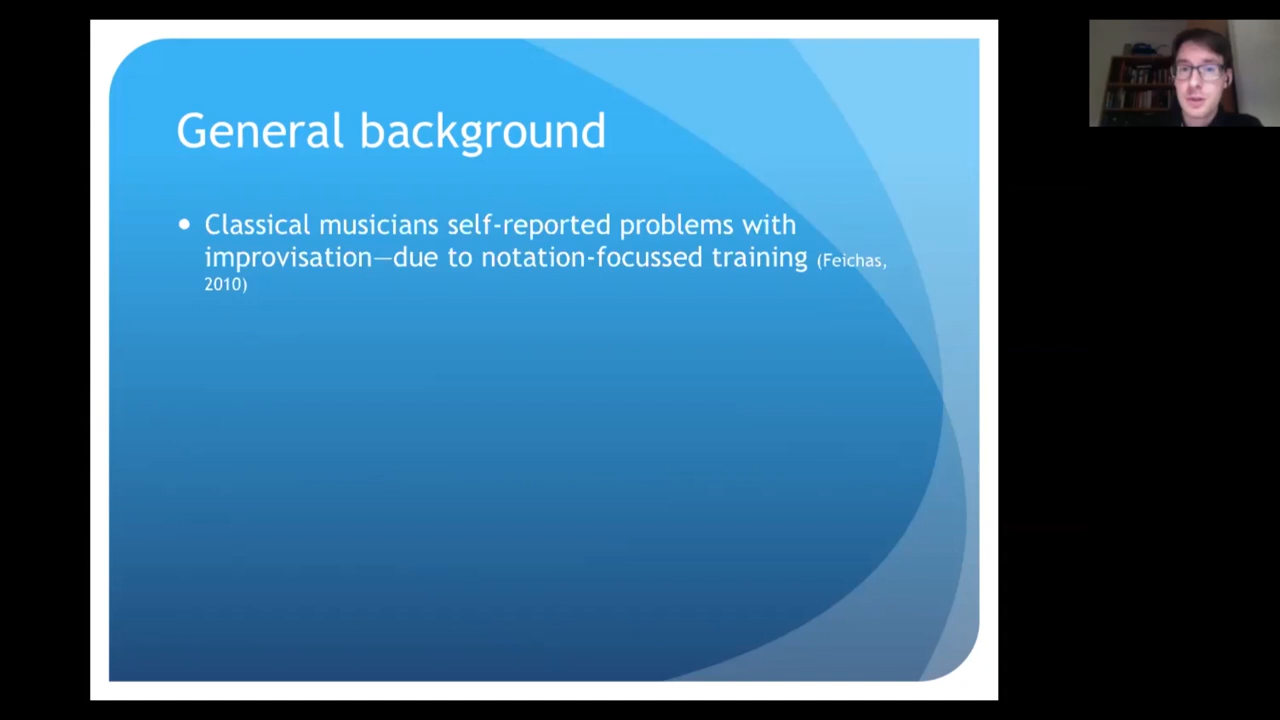 General background
• Classical musicians self-reported problems with
improvisation—due to notation-focussed training (Feichas,
2010)